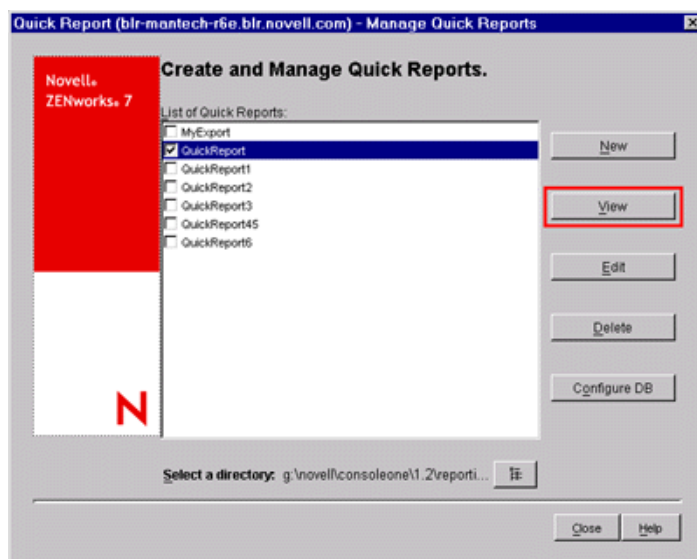 Quick Report (blr-mantech-r6e.blr.novell.com) - Manage Quick Reports
Novell®
ZENworks® 7
Create and Manage Quick Reports.
List of Quick Reports:
MyExport
QuickReport
QuickReport1
QuickReport2
QuickReport3
QuickReport45
QuickReport6
New
View
Edit
Delete
Configure DB
N
Select a directory: g:\novell\consoleone\1.2\reporti...
Close Help